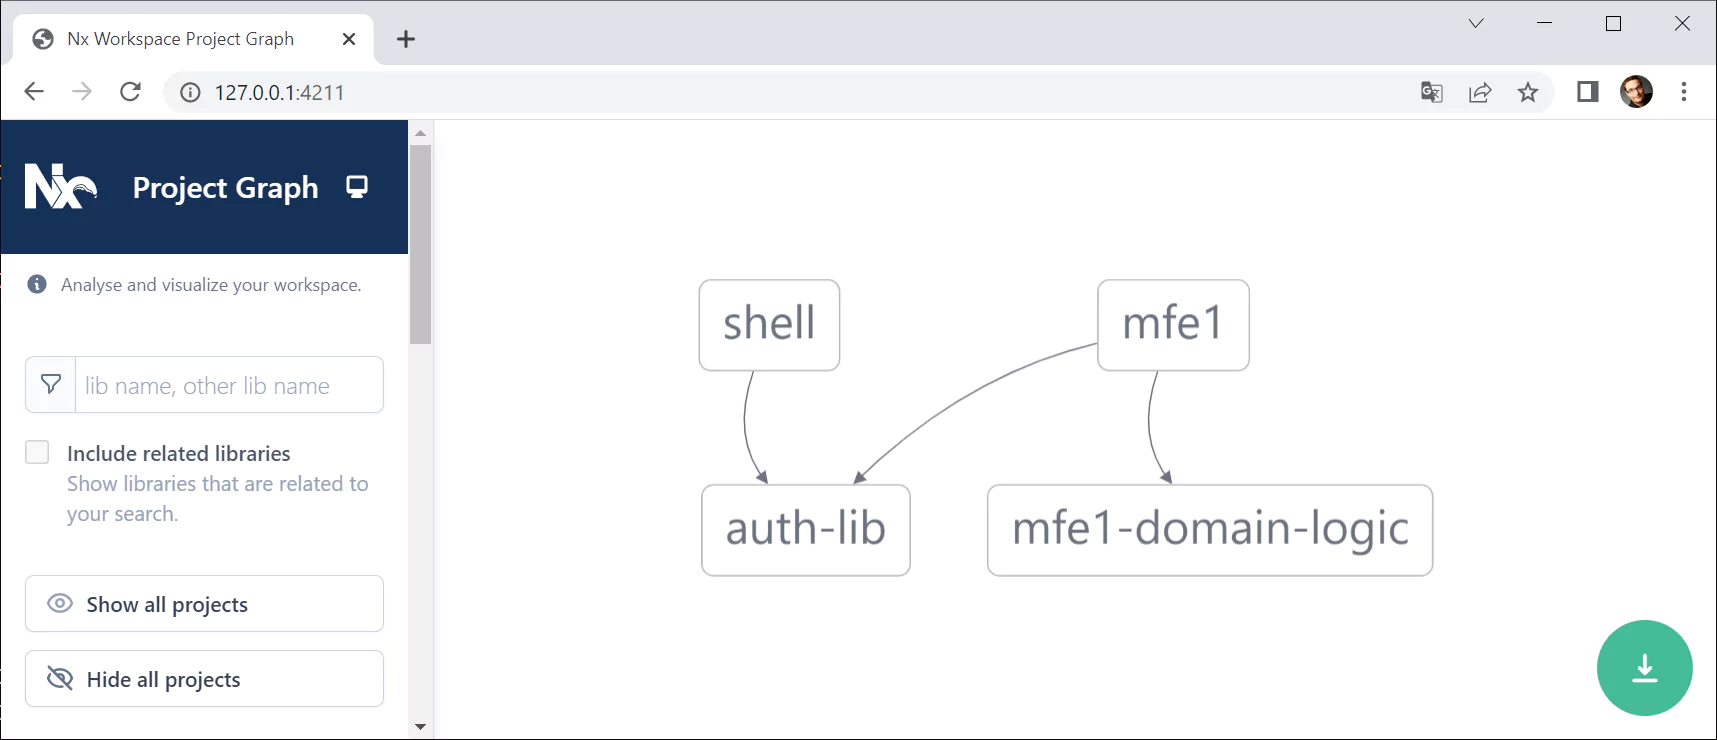 Nx Workspace Project Graph
127.0.0.1:4211
Nx Project Graph
Analyse and visualize your workspace.
lib name, other lib name
Include related libraries
Show libraries that are related to
your search.
Show all projects
Hide all projects
shell
mfe1
auth-lib
mfe1-domain-logic